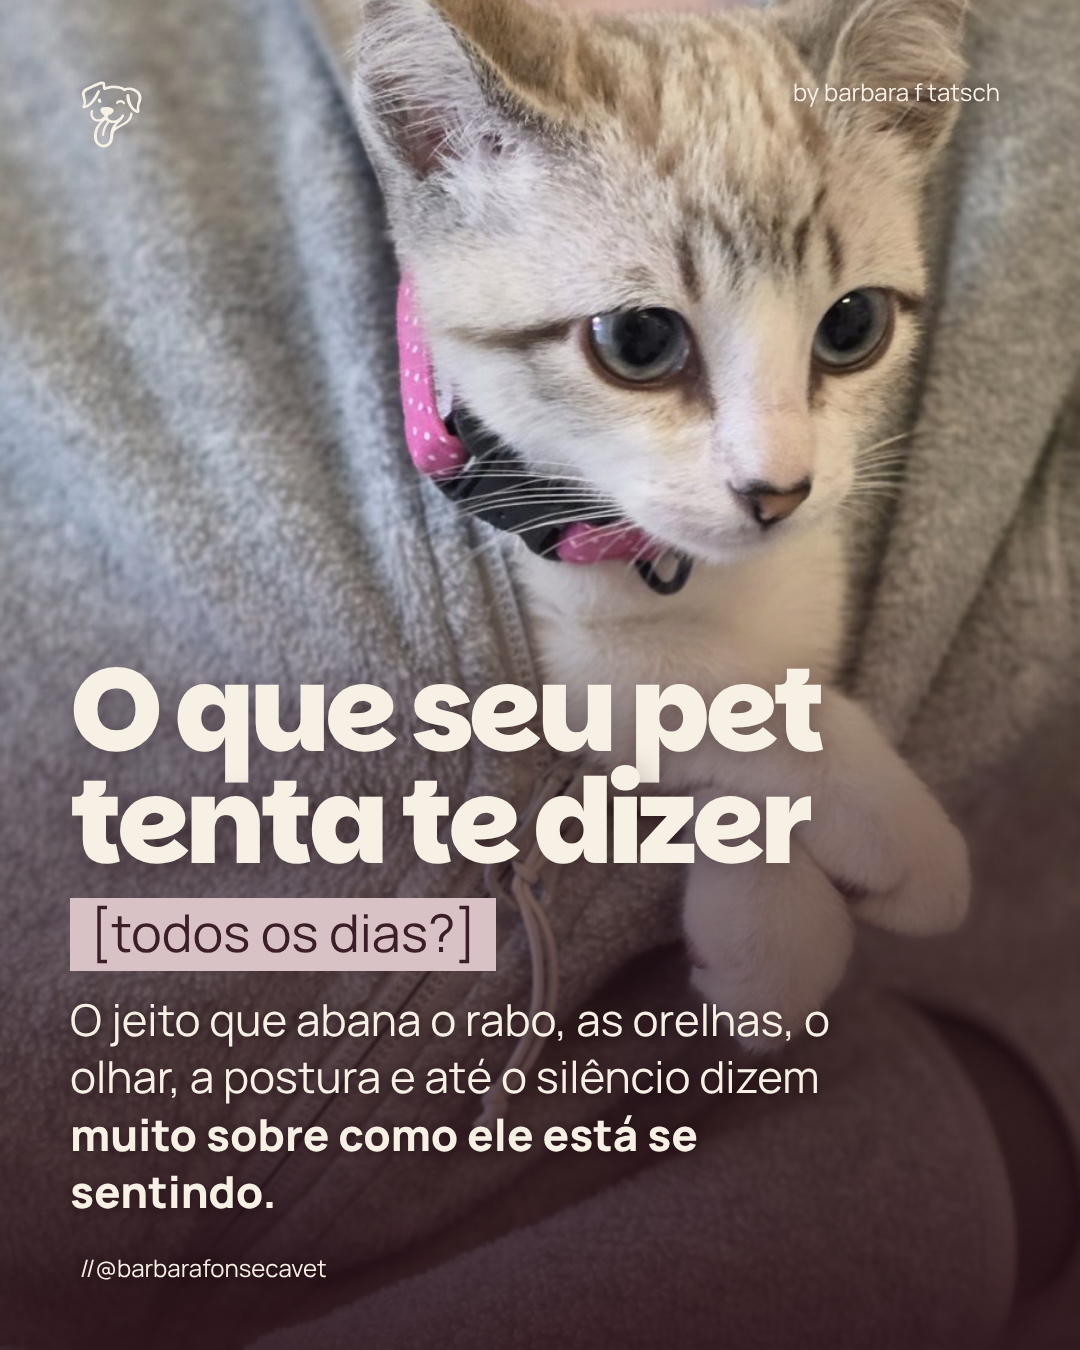 by barbara f tatsch
O que seu pet
tenta te dizer
[todos os dias?]
O jeito que abana o rabo, as orelhas, o
olhar, a postura e até o silêncio dizem
muito sobre como ele está se
sentindo.
//@barbarafonsecavet